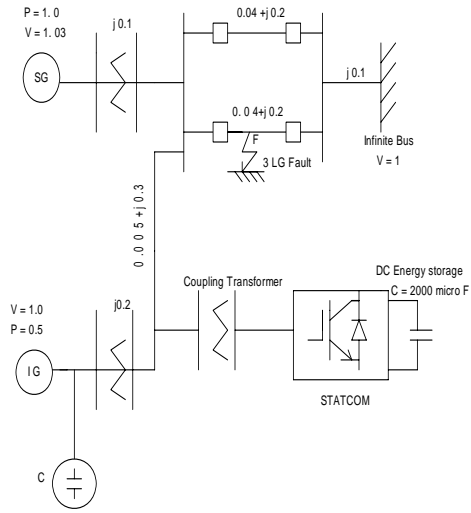 P = 1. 0
V = 1. 03
SG
j 0.1
0.04 +j 0.2
0. 0 4+j 0.2
F
3 LG Fault
j 0.1
Infinite Bus
V = 1
0 .0 0 5 +j 0.3
Coupling Transformer
DC Energy storage
C = 2000 micro F
STATCOM
V = 1.0
P = 0.5
j0.2
I G
C